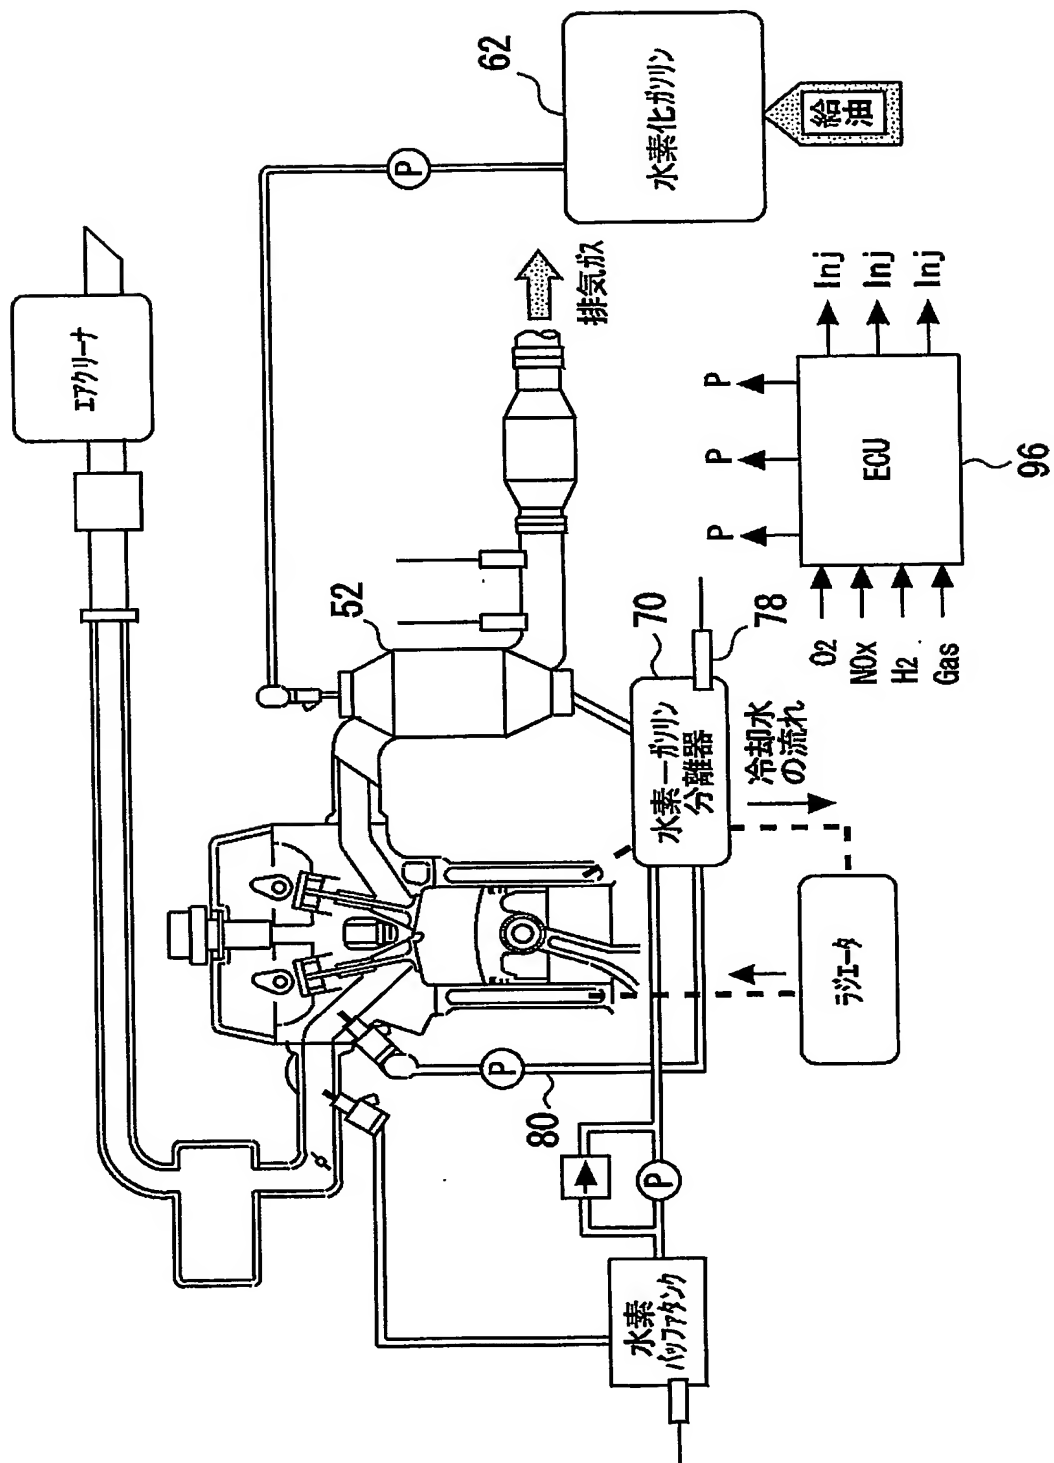 エアクリーナ
62
水素化ガソリン
給油
P
排気ガス
52
P
P
P
Inj
Inj
Inj
ECU
96
O2
NOx
H2
Gas
70
78
水素ーガソリン
分離器
冷却水
の流れ
ラジエータ
P
80
P
水素
バッファタンク